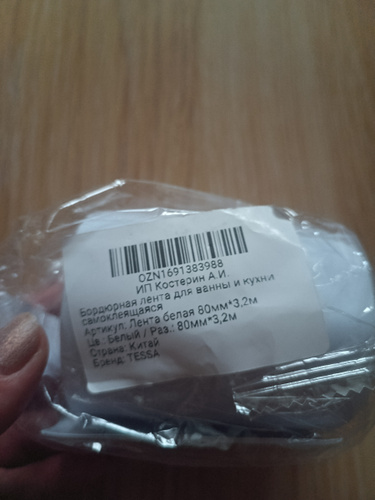 OZN1691383988
ИП Костерин А.И.
Бордюрная лента для ванны и кухни
самоклеящаяся
Артикул: Лента белая 80мм*3.2м
Цв.: Белый / Раз.: 80мм*3,2м
Страна: Китай
Бренд: TESSA